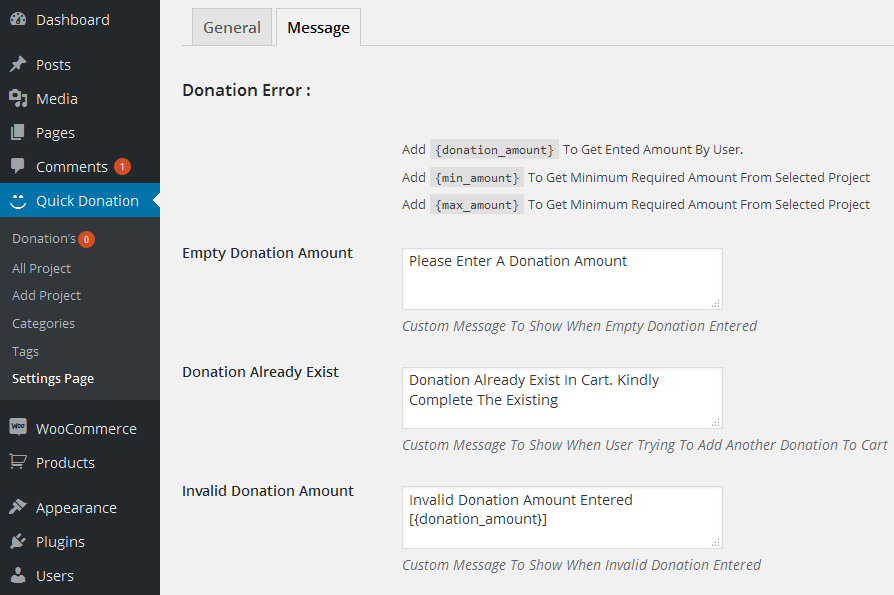 Dashboard
Posts
Media
Pages
Comments 1
Quick Donation
Donation's 0
All Project
Add Project
Categories
Tags
Settings Page
WooCommerce
Products
Appearance
Plugins
Users
General Message
Donation Error :
Add {donation_amount} To Get Ented Amount By User.
Add {min_amount} To Get Minimum Required Amount From Selected Project
Add {max_amount} To Get Minimum Required Amount From Selected Project
Empty Donation Amount
Please Enter A Donation Amount
Custom Message To Show When Empty Donation Entered
Donation Already Exist
Donation Already Exist In Cart. Kindly
Complete The Existing
Custom Message To Show When User Trying To Add Another Donation To Cart
Invalid Donation Amount
Invalid Donation Amount Entered
[{donation_amount}]
Custom Message To Show When Invalid Donation Entered